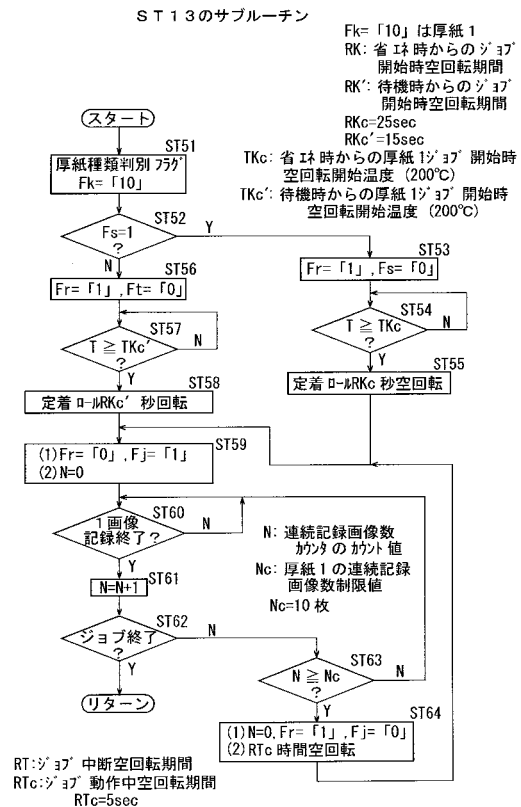 ST13のサブルーチン
Fk=「10」は厚紙1
RK:省エネ時からのジョブ
開始時空回転期間
RK′:待機時からのジョブ
開始時空回転期間
RKc=25sec
RKc′=15sec
TKc:省エネ時からの厚紙1ジョブ開始時
空回転開始温度(200℃)
TKc′:待機時からの厚紙1ジョブ開始時
空回転開始温度(200℃)
スタート
ST51
厚紙種類判別フラグ
Fk=「10」
ST52
Fs=1
?
Y
N
ST53
Fr=「1」,Fs=「0」
ST56
Fr=「1」,Ft=「0」
ST54
T≧TKc
?
N
Y
ST57
T≧TKc′
?
N
Y
ST55
定着ロールRKc秒空回転
ST58
定着ロールRKc′秒回転
ST59
(1)Fr=「0」,Fj=「1」
(2)N=0
ST60
1画像
記録終了?
N
Y
N:連続記録画像数
カウンタのカウント値
Nc:厚紙1の連続記録
画像数制限値
Nc=10枚
ST61
N=N+1
ST62
ジョブ終了
?
N
Y
ST63
N≧Nc
?
N
Y
リターン
ST64
(1)N=0,Fr=「1」,Fj=「0」
(2)RTc時間空回転
RT:ジョブ中断空回転期間
RTc:ジョブ動作中空回転期間
RTc=5sec